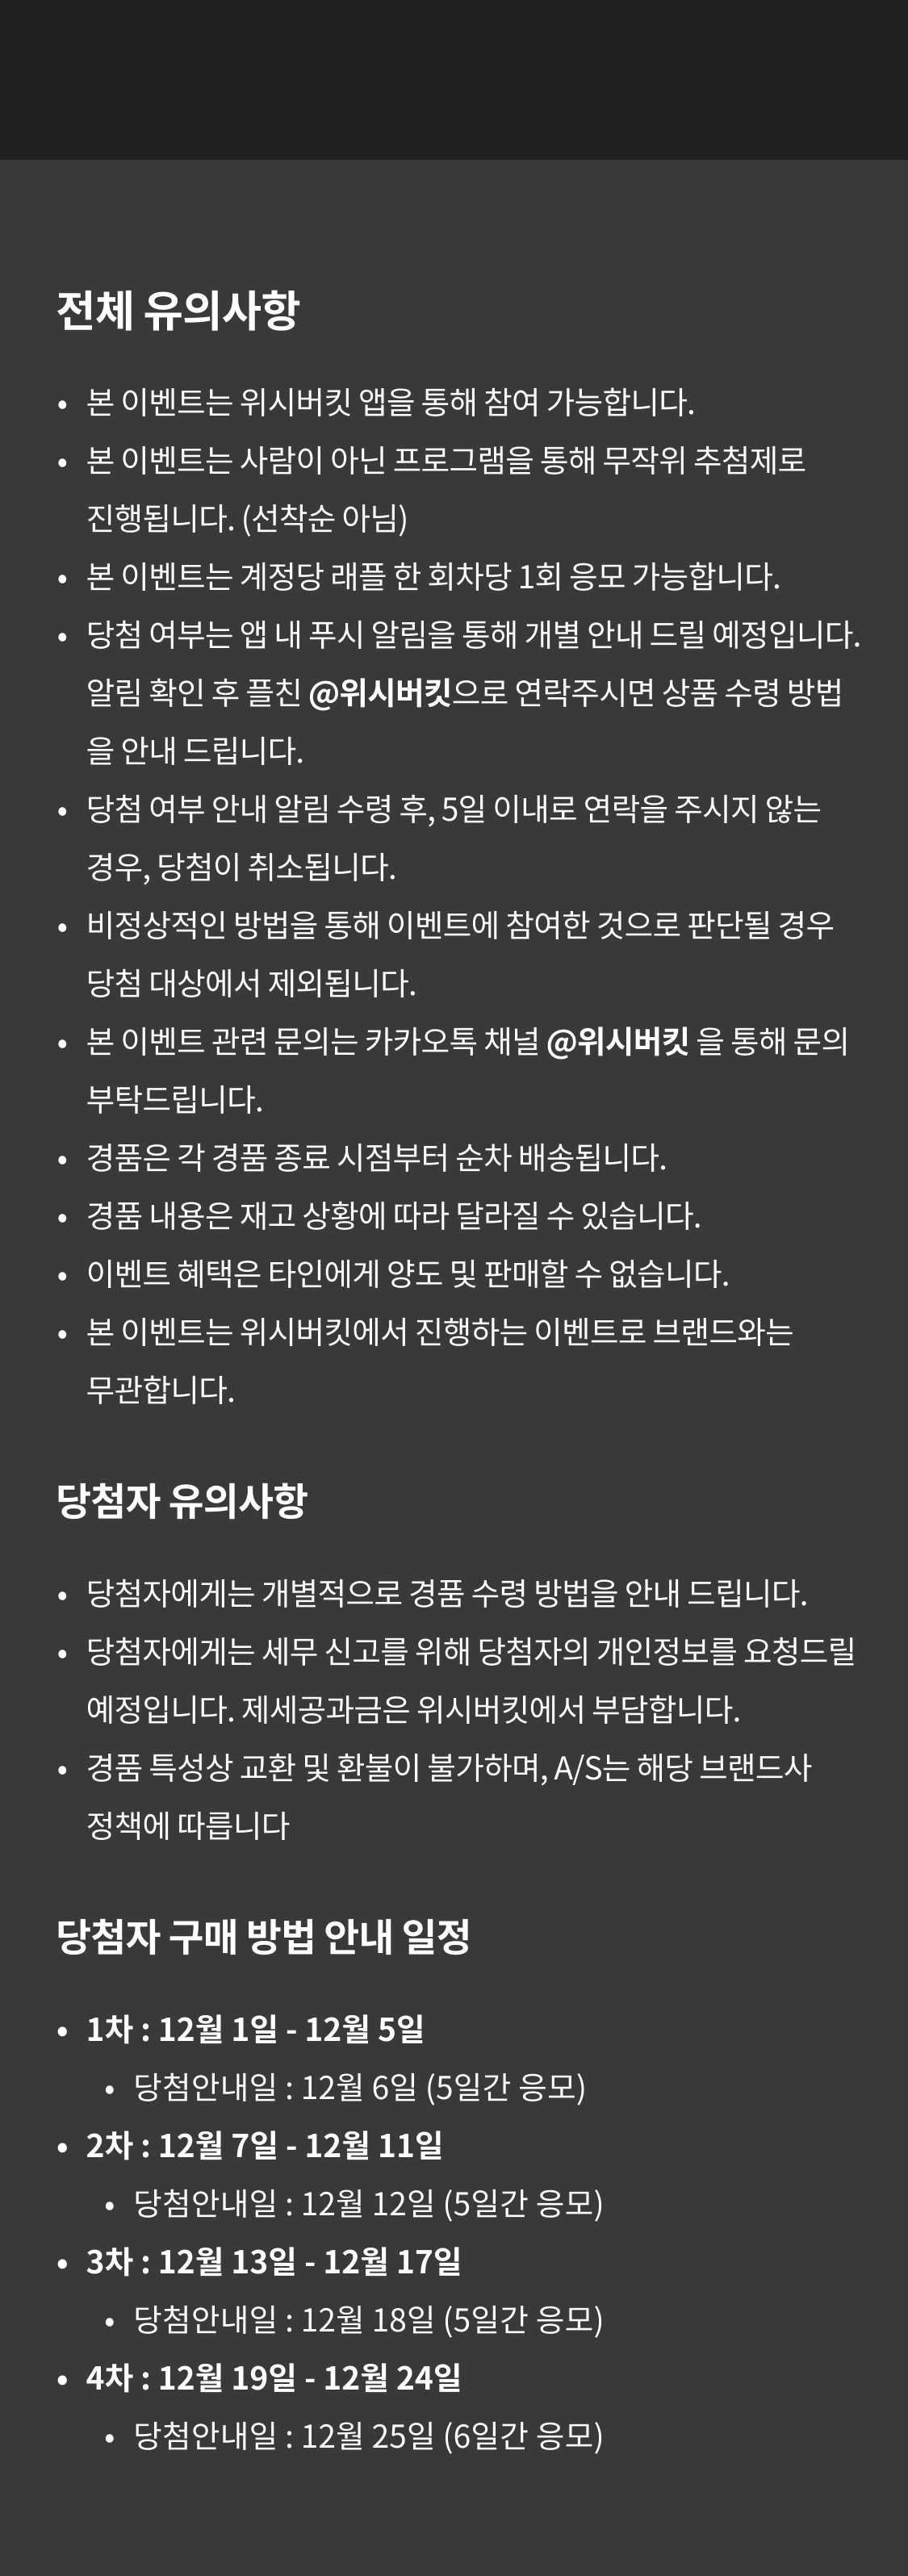 전체 유의사항
• 본 이벤트는 위시버킷 앱을 통해 참여 가능합니다.
• 본 이벤트는 사람이 아닌 프로그램을 통해 무작위 추첨제로
진행됩니다. (선착순 아님)
• 본 이벤트는 계정당 래플 한 회차당 1회 응모 가능합니다.
• 당첨 여부는 앱 내 푸시 알림을 통해 개별 안내 드릴 예정입니다.
알림 확인 후 플친 @위시버킷으로 연락주시면 상품 수령 방법
을 안내 드립니다.
• 당첨 여부 안내 알림 수령 후, 5일 이내로 연락을 주시지 않는
경우, 당첨이 취소됩니다.
• 비정상적인 방법을 통해 이벤트에 참여한 것으로 판단될 경우
당첨 대상에서 제외됩니다.
• 본 이벤트 관련 문의는 카카오톡 채널 @위시버킷 을 통해 문의
부탁드립니다.
• 경품은 각 경품 종료 시점부터 순차 배송됩니다.
• 경품 내용은 재고 상황에 따라 달라질 수 있습니다.
• 이벤트 혜택은 타인에게 양도 및 판매할 수 없습니다.
• 본 이벤트는 위시버킷에서 진행하는 이벤트로 브랜드와는
무관합니다.
당첨자 유의사항
• 당첨자에게는 개별적으로 경품 수령 방법을 안내 드립니다.
• 당첨자에게는 세무 신고를 위해 당첨자의 개인정보를 요청드릴
예정입니다. 제세공과금은 위시버킷에서 부담합니다.
• 경품 특성상 교환 및 환불이 불가하며, A/S는 해당 브랜드사
정책에 따릅니다
당첨자 구매 방법 안내 일정
• 1차 : 12월 1일 - 12월 5일
• 당첨안내일 : 12월 6일 (5일간 응모)
• 2차 : 12월 7일 - 12월 11일
• 당첨안내일 : 12월 12일 (5일간 응모)
• 3차 : 12월 13일 - 12월 17일
• 당첨안내일 : 12월 18일 (5일간 응모)
• 4차 : 12월 19일 - 12월 24일
• 당첨안내일 : 12월 25일 (6일간 응모)